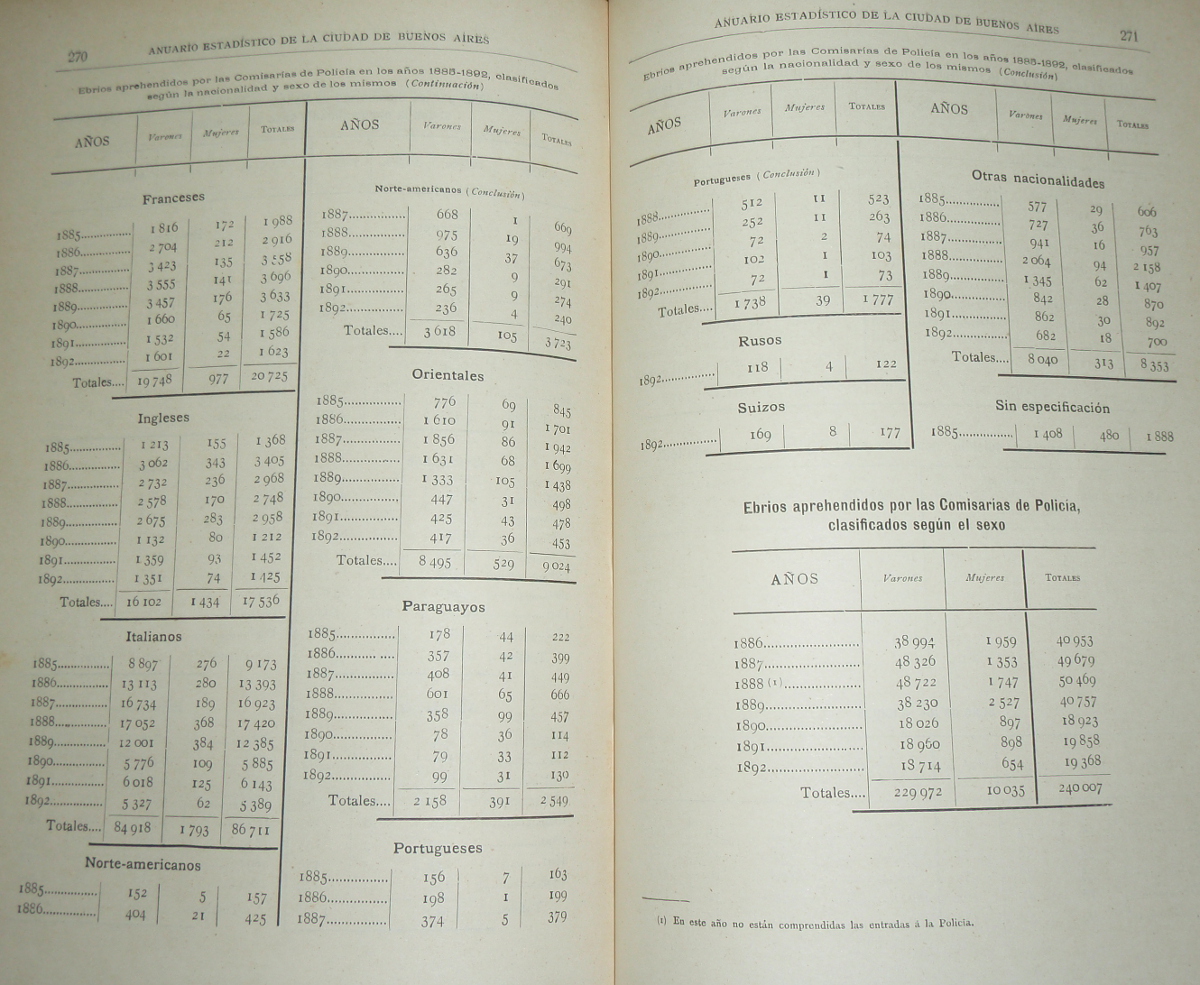 270 ANUARIO ESTADÍSTICO DE LA CIUDAD DE BUENOS AIRES
Ebrios aprehendidos por las Comisarias de Policía en los años 1885-1892, clasificados
según la nacionalidad y sexo de los mismos (Continuación)
AÑOS Varones Mujeres TOTALES
Franceses
1885............... 1 816 172 1 988
1886............... 2 704 212 2 916
1887............... 3 423 135 3 558
1888............... 3 555 141 3 696
1889............... 3 457 176 3 633
1890............... 1 660 65 1 725
1891............... 1 532 54 1 586
1892............... 1 601 22 1 623
Totales.... 19 748 977 20 725
Ingleses
1885............... 1 213 155 1 368
1886............... 3 062 343 3 405
1887............... 2 732 236 2 968
1888............... 2 578 170 2 748
1889............... 2 675 283 2 958
1890............... 1 132 80 1 212
1891............... 1 359 93 1 452
1892............... 1 351 74 1 425
Totales.... 16 102 1 434 17 536
Italianos
1885............... 8 897 276 9 173
1886............... 13 113 280 13 393
1887............... 16 734 189 16 923
1888............... 17 052 368 17 420
1889............... 12 001 384 12 385
1890............... 5 776 109 5 885
1891............... 6 018 125 6 143
1892............... 5 327 62 5 389
Totales.... 84 918 1 793 86 711
Norte-americanos
1885............... 152 5 157
1886............... 404 21 425
AÑOS Varones Mujeres TOTALES
Norte-americanos (Conclusión)
1887............... 668 1 669
1888............... 975 19 994
1889............... 636 37 673
1890............... 282 9 291
1891............... 265 9 274
1892............... 236 4 240
Totales.... 3 618 105 3 723
Orientales
1885............... 776 69 845
1886............... 1 610 91 1 701
1887............... 1 856 86 1 942
1888............... 1 631 68 1 699
1889............... 1 333 105 1 438
1890............... 447 31 498
1891............... 425 43 478
1892............... 417 36 453
Totales.... 8 495 529 9 024
Paraguayos
1885............... 178 44 222
1886............... 357 42 399
1887............... 408 41 449
1888............... 601 65 666
1889............... 358 99 457
1890............... 78 36 114
1891............... 79 33 112
1892............... 99 31 130
Totales.... 2 158 391 2 549
Portugueses
1885............... 156 7 163
1886............... 198 1 199
1887............... 374 5 379
ANUARIO ESTADÍSTICO DE LA CIUDAD DE BUENOS AIRES 271
Ebrios aprehendidos por las Comisarias de Policía en los años 1885-1892, clasificados
según la nacionalidad y sexo de los mismos (Conclusión)
AÑOS Varones Mujeres TOTALES
Portugueses (Conclusión)
1888............... 512 11 523
1889............... 252 11 263
1890............... 72 2 74
1891............... 102 1 103
1892............... 72 1 73
Totales.... 1 738 39 1 777
Rusos
1892............... 118 4 122
Suizos
1892............... 169 8 177
AÑOS Varones Mujeres TOTALES
Otras nacionalidades
1885............... 577 29 606
1886............... 727 36 763
1887............... 941 16 957
1888............... 2 064 94 2 158
1889............... 1 345 62 1 407
1890............... 842 28 870
1891............... 862 30 892
1892............... 682 18 700
Totales.... 8 040 313 8 353
Sin especificación
1885............... 1 408 480 1 888
Ebrios aprehendidos por las Comisarias de Policía,
clasificados según el sexo
AÑOS Varones Mujeres TOTALES
1886............... 38 994 1 959 40 953
1887............... 48 326 1 353 49 679
1888 (1)............... 48 722 1 747 50 469
1889............... 38 230 2 527 40 757
1890............... 18 026 897 18 923
1891............... 18 960 898 19 858
1892............... 18 714 654 19 368
Totales.... 229 972 10 035 240 007
(1) En este año no están comprendidas las entradas á la Policía.